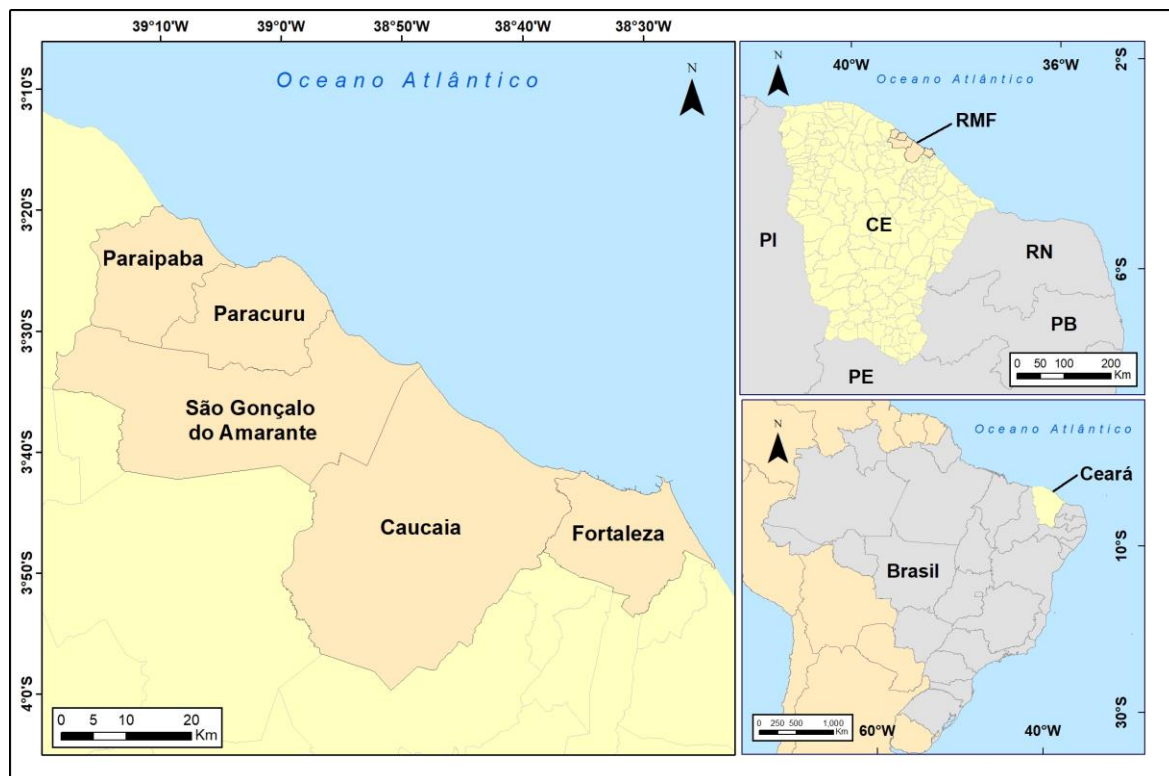 39°10'W 39°0'W 38°50'W 38°40'W 38°30'W
3°10'S
3°20'S
3°30'S
3°40'S
3°50'S
4°0'S
Oceano Atlântico
N
Paraipaba
Paracuru
São Gonçalo
do Amarante
Caucaia
Fortaleza
0 5 10 20
Km
40°W 36°W
2°S
6°S
N
Oceano Atlântico
RMF
PI
CE
RN
PB
PE
0 50 100 200
Km
N
Oceano Atlântico
Ceará
Brasil
10°S
30°S
0 250 500 1,000
Km
60°W 40°W